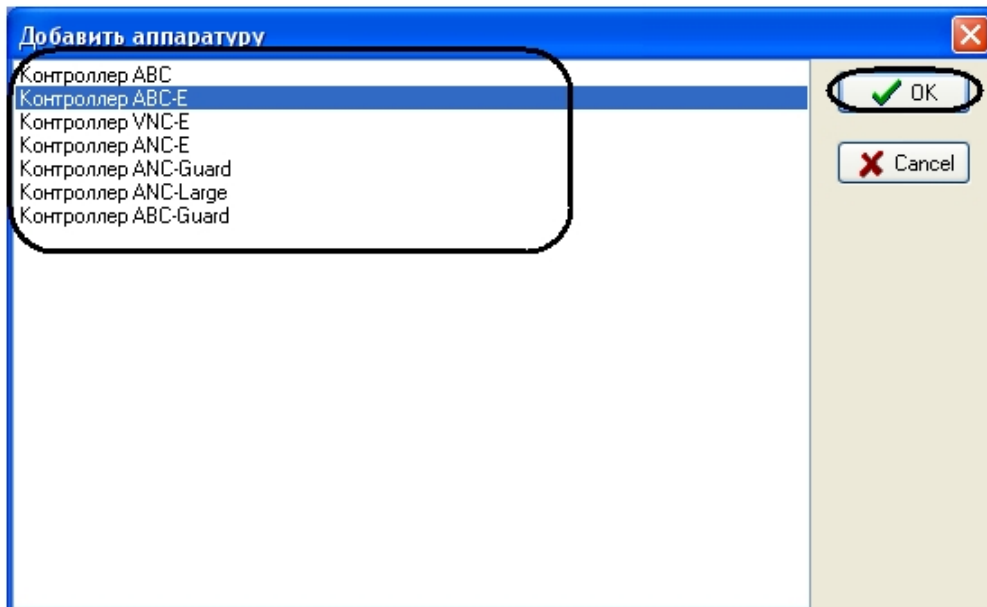 Добавить аппаратуру
Контроллер ABC
Контроллер ABC-E
Контроллер VNC-E
Контроллер ANC-E
Контроллер ANC-Guard
Контроллер ANC-Large
Контроллер ABC-Guard
OK
Cancel